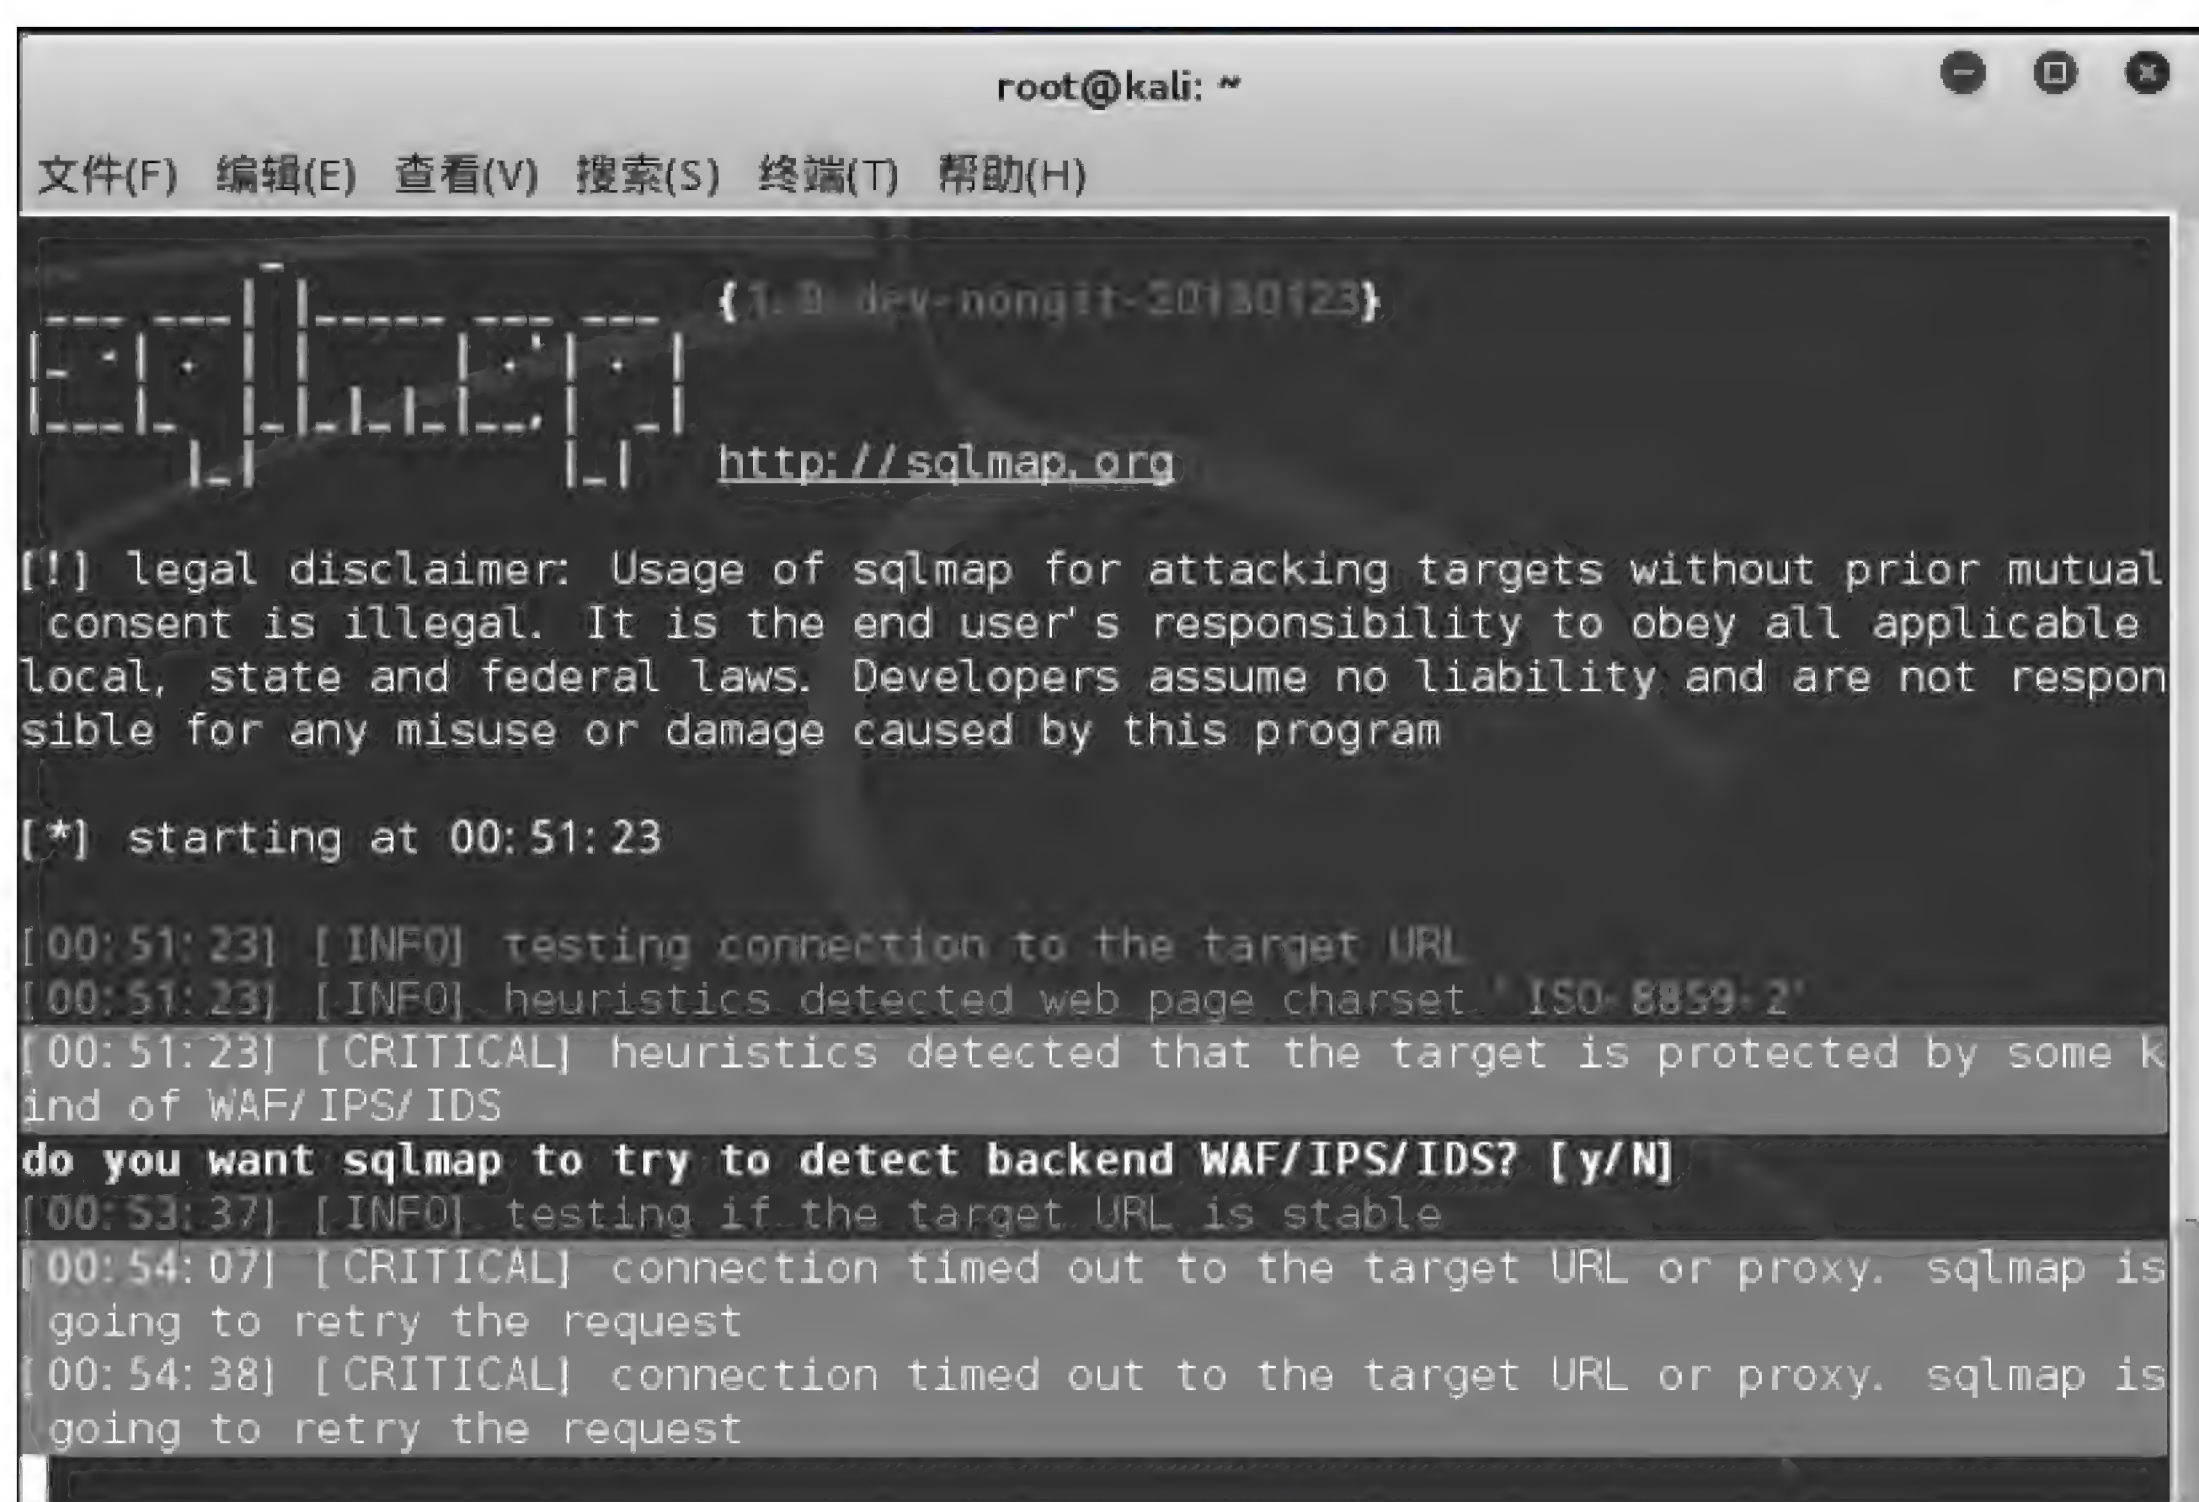 root@kali: ~
文件(F) 编辑(E) 查看(V) 搜索(S) 终端(T) 帮助(H)
http://sqlmap.org
[!] legal disclaimer: Usage of sqlmap for attacking targets without prior mutual
consent is illegal. It is the end user's responsibility to obey all applicable
local, state and federal laws. Developers assume no liability and are not respon
sible for any misuse or damage caused by this program
[*] starting at 00:51:23
[00:51:23] [INFO] testing connection to the target URL
[00:51:23] [INFO] heuristics detected web page charset 'ISO-8859-2'
[00:51:23] [CRITICAL] heuristics detected that the target is protected by some k
ind of WAF/IPS/IDS
do you want sqlmap to try to detect backend WAF/IPS/IDS? [y/N]
[00:53:37] [INFO] testing if the target URL is stable
[00:54:07] [CRITICAL] connection timed out to the target URL or proxy. sqlmap is
going to retry the request
[00:54:38] [CRITICAL] connection timed out to the target URL or proxy. sqlmap is
going to retry the request